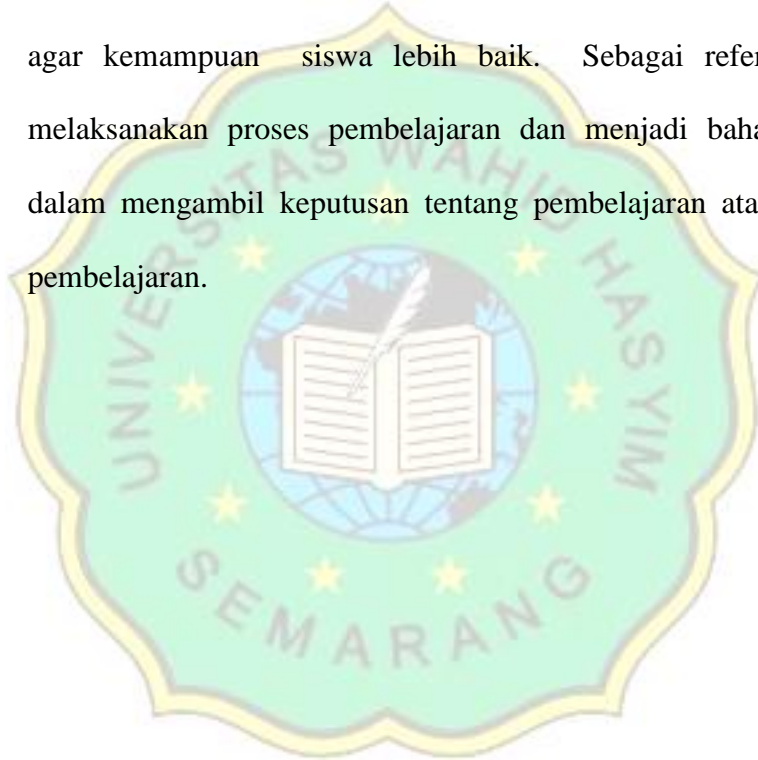 agar kemampuan siswa lebih baik. Sebagai refer
melaksanakan proses pembelajaran dan menjadi baha
dalam mengambil keputusan tentang pembelajaran ata
pembelajaran.
UNIVERSITAS WAHID HASYIM
SEMARANG